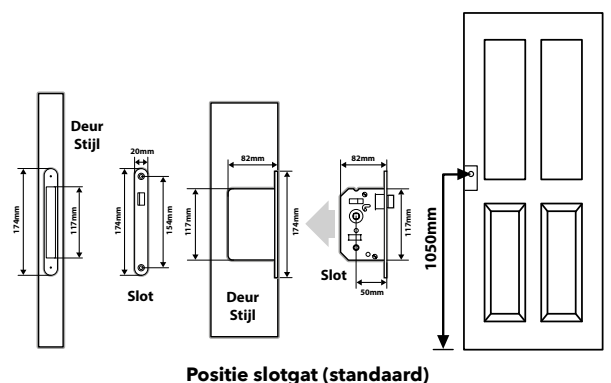 Deur
Stijl
174mm
117mm
20mm
174mm
154mm
Slot
82mm
117mm
174mm
Deur
Stijl
82mm
117mm
50mm
Slot
1050mm
Positie slotgat (standaard)